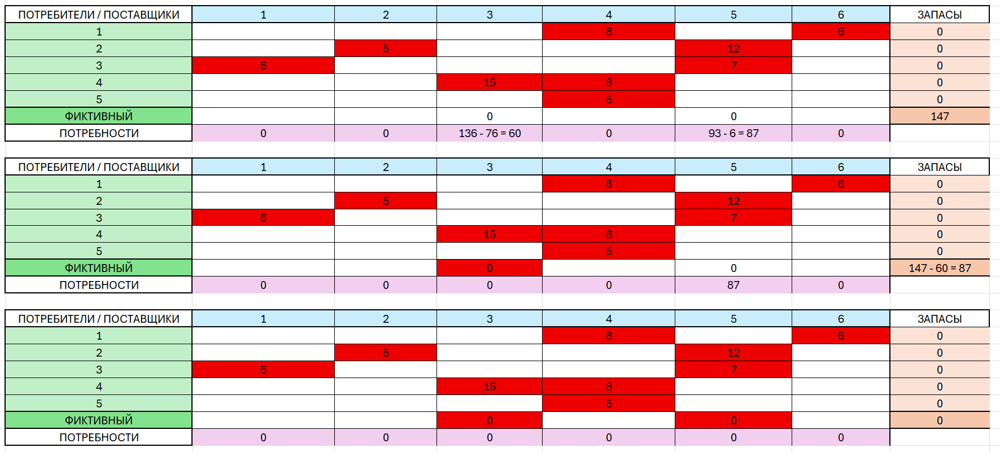 ПОТРЕБИТЕЛИ / ПОСТАВЩИКИ 1 2 3 4 5 6 ЗАПАСЫ
1 8 6 0
2 5 12 0
3 6 7 0
4 15 8 0
5 5 0
ФИКТИВНЫЙ 0 0 147
ПОТРЕБНОСТИ 0 0 136 - 76 = 60 0 93 - 6 = 87 0
ПОТРЕБИТЕЛИ / ПОСТАВЩИКИ 1 2 3 4 5 6 ЗАПАСЫ
1 8 6 0
2 5 12 0
3 6 7 0
4 15 8 0
5 5 0
ФИКТИВНЫЙ 0 0 147 - 60 = 87
ПОТРЕБНОСТИ 0 0 0 0 87 0
ПОТРЕБИТЕЛИ / ПОСТАВЩИКИ 1 2 3 4 5 6 ЗАПАСЫ
1 8 6 0
2 5 12 0
3 6 7 0
4 15 8 0
5 5 0
ФИКТИВНЫЙ 0 0 0
ПОТРЕБНОСТИ 0 0 0 0 0 0